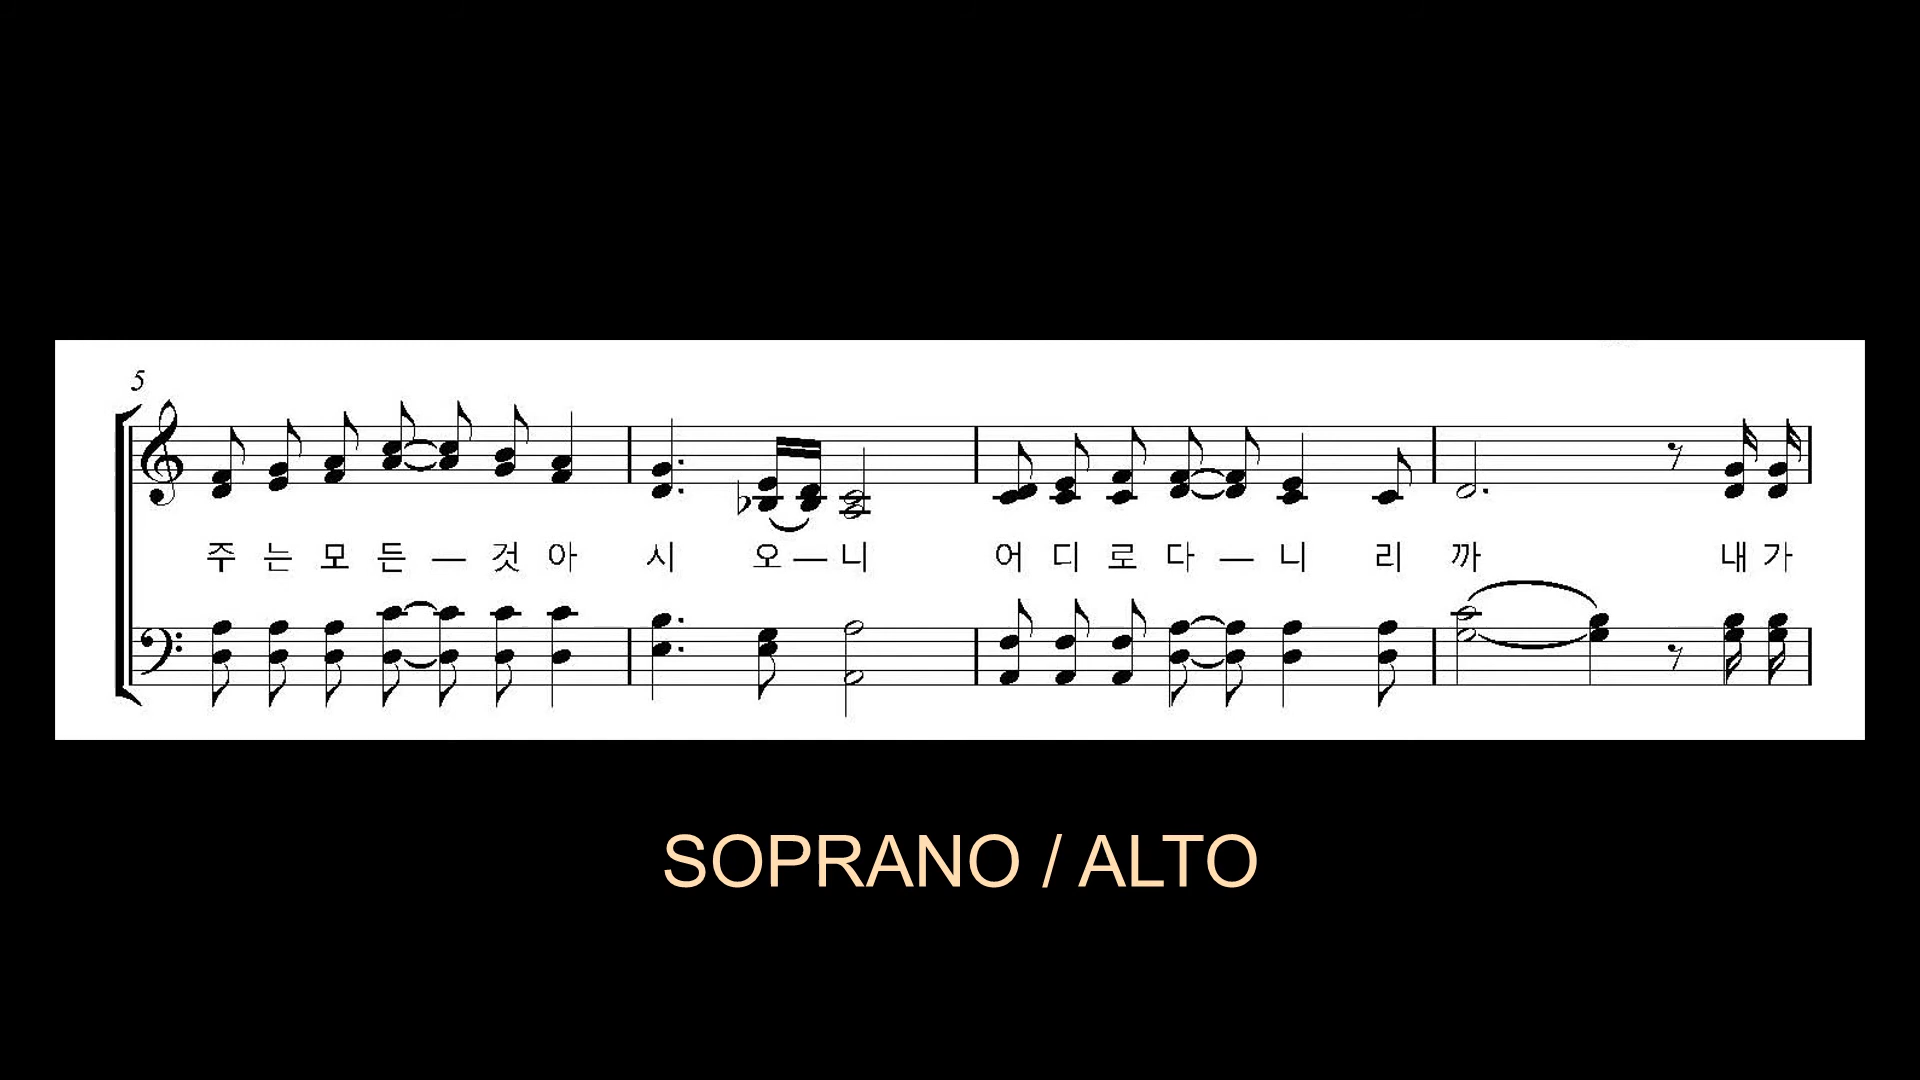 5
주 는 모 든 — 것 아 시 오 — 니 어 디 로 다 — 니 리 까 내 가
SOPRANO / ALTO